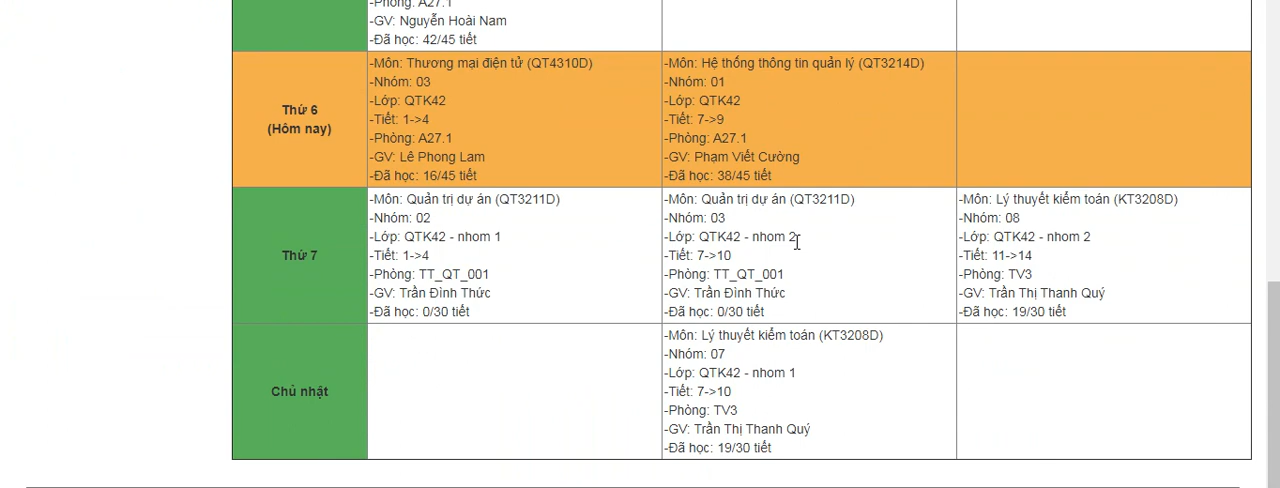 -Phòng: A27.1
-GV: Nguyễn Hoài Nam
-Đã học: 42/45 tiết
Thứ 6
(Hôm nay)
-Môn: Thương mại điện tử (QT4310D)
-Nhóm: 03
-Lớp: QTK42
-Tiết: 1->4
-Phòng: A27.1
-GV: Lê Phong Lam
-Đã học: 16/45 tiết
-Môn: Hệ thống thông tin quản lý (QT3214D)
-Nhóm: 01
-Lớp: QTK42
-Tiết: 7->9
-Phòng: A27.1
-GV: Phạm Viết Cường
-Đã học: 38/45 tiết
Thứ 7
-Môn: Quản trị dự án (QT3211D)
-Nhóm: 02
-Lớp: QTK42 - nhom 1
-Tiết: 1->4
-Phòng: TT_QT_001
-GV: Trần Đình Thức
-Đã học: 0/30 tiết
-Môn: Quản trị dự án (QT3211D)
-Nhóm: 03
-Lớp: QTK42 - nhom 2
-Tiết: 7->10
-Phòng: TT_QT_001
-GV: Trần Đình Thức
-Đã học: 0/30 tiết
-Môn: Lý thuyết kiểm toán (KT3208D)
-Nhóm: 08
-Lớp: QTK42 - nhom 2
-Tiết: 11->14
-Phòng: TV3
-GV: Trần Thị Thanh Quý
-Đã học: 19/30 tiết
Chủ nhật
-Môn: Lý thuyết kiểm toán (KT3208D)
-Nhóm: 07
-Lớp: QTK42 - nhom 1
-Tiết: 7->10
-Phòng: TV3
-GV: Trần Thị Thanh Quý
-Đã học: 19/30 tiết